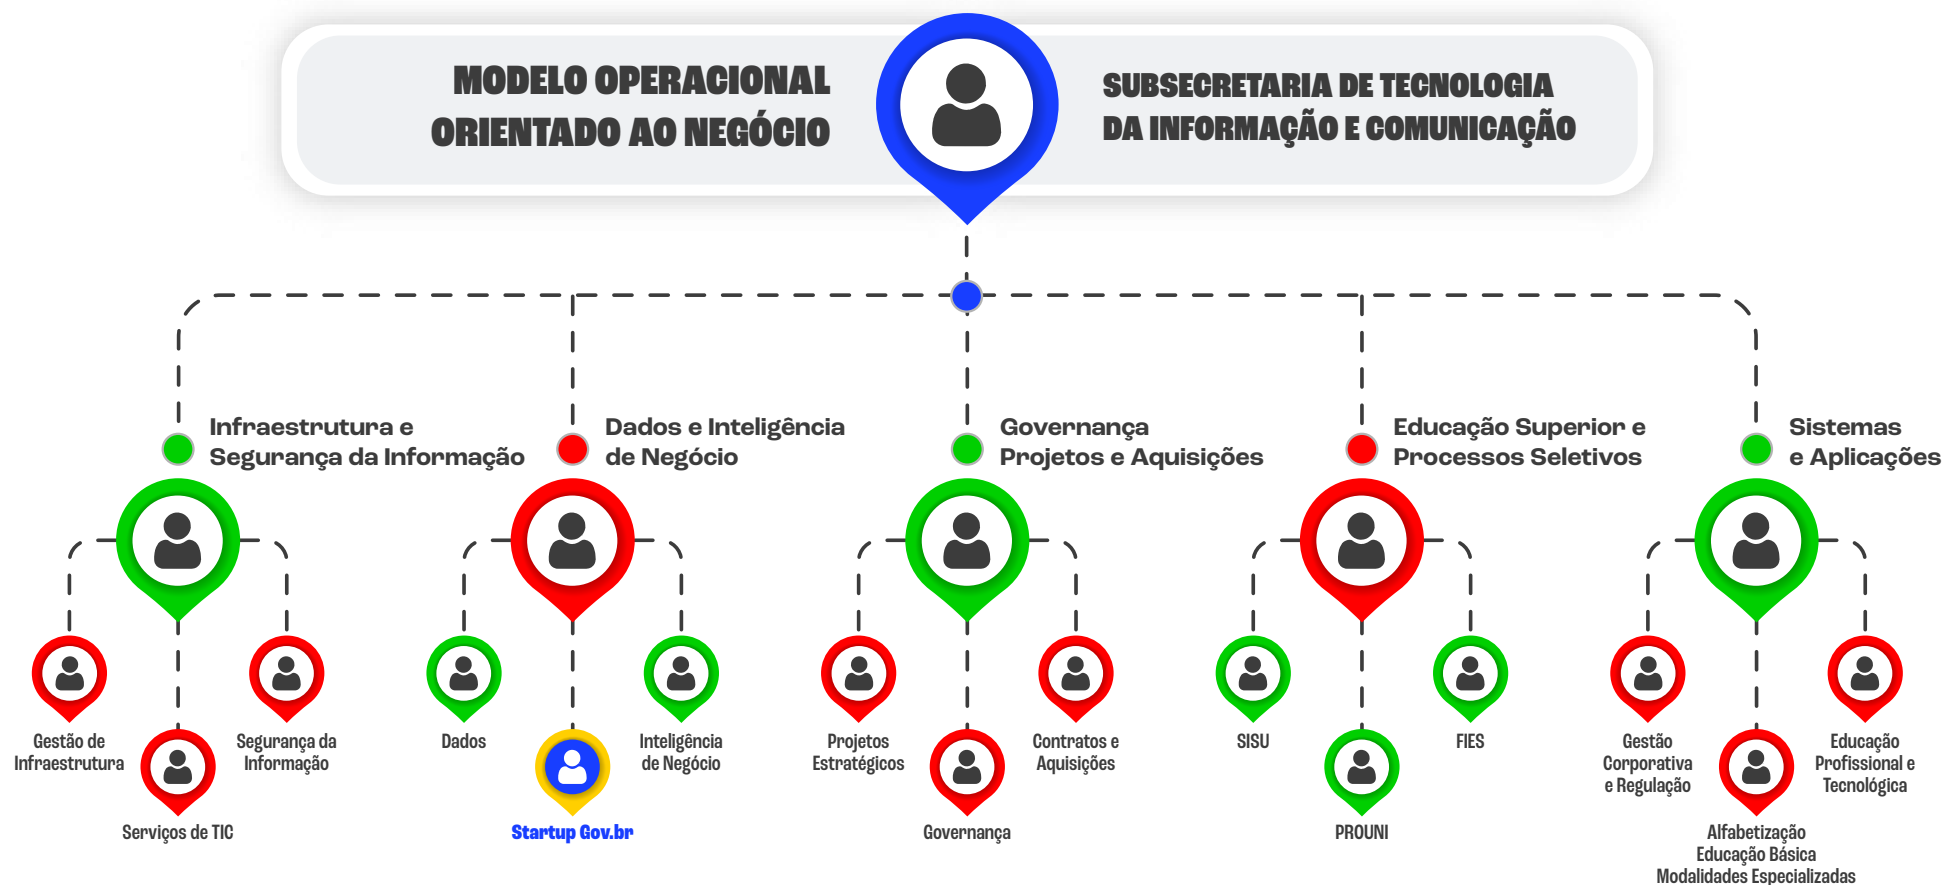 MODELO OPERACIONAL
ORIENTADO AO NEGÓCIO
SUBSECRETARIA DE TECNOLOGIA
DA INFORMAÇÃO E COMUNICAÇÃO
Infraestrutura e
Segurança da Informação
Dados e Inteligência
de Negócio
Governança
Projetos e Aquisições
Educação Superior e
Processos Seletivos
Sistemas
e Aplicações
Gestão de
Infraestrutura
Serviços de TIC
Segurança da
Informação
Dados
Startup Gov.br
Inteligência
de Negócio
Projetos
Estratégicos
Governança
Contratos e
Aquisições
SISU
PROUNI
FIES
Gestão
Corporativa
e Regulação
Alfabetização
Educação Básica
Modalidades Especializadas
Educação
Profissional e
Tecnológica